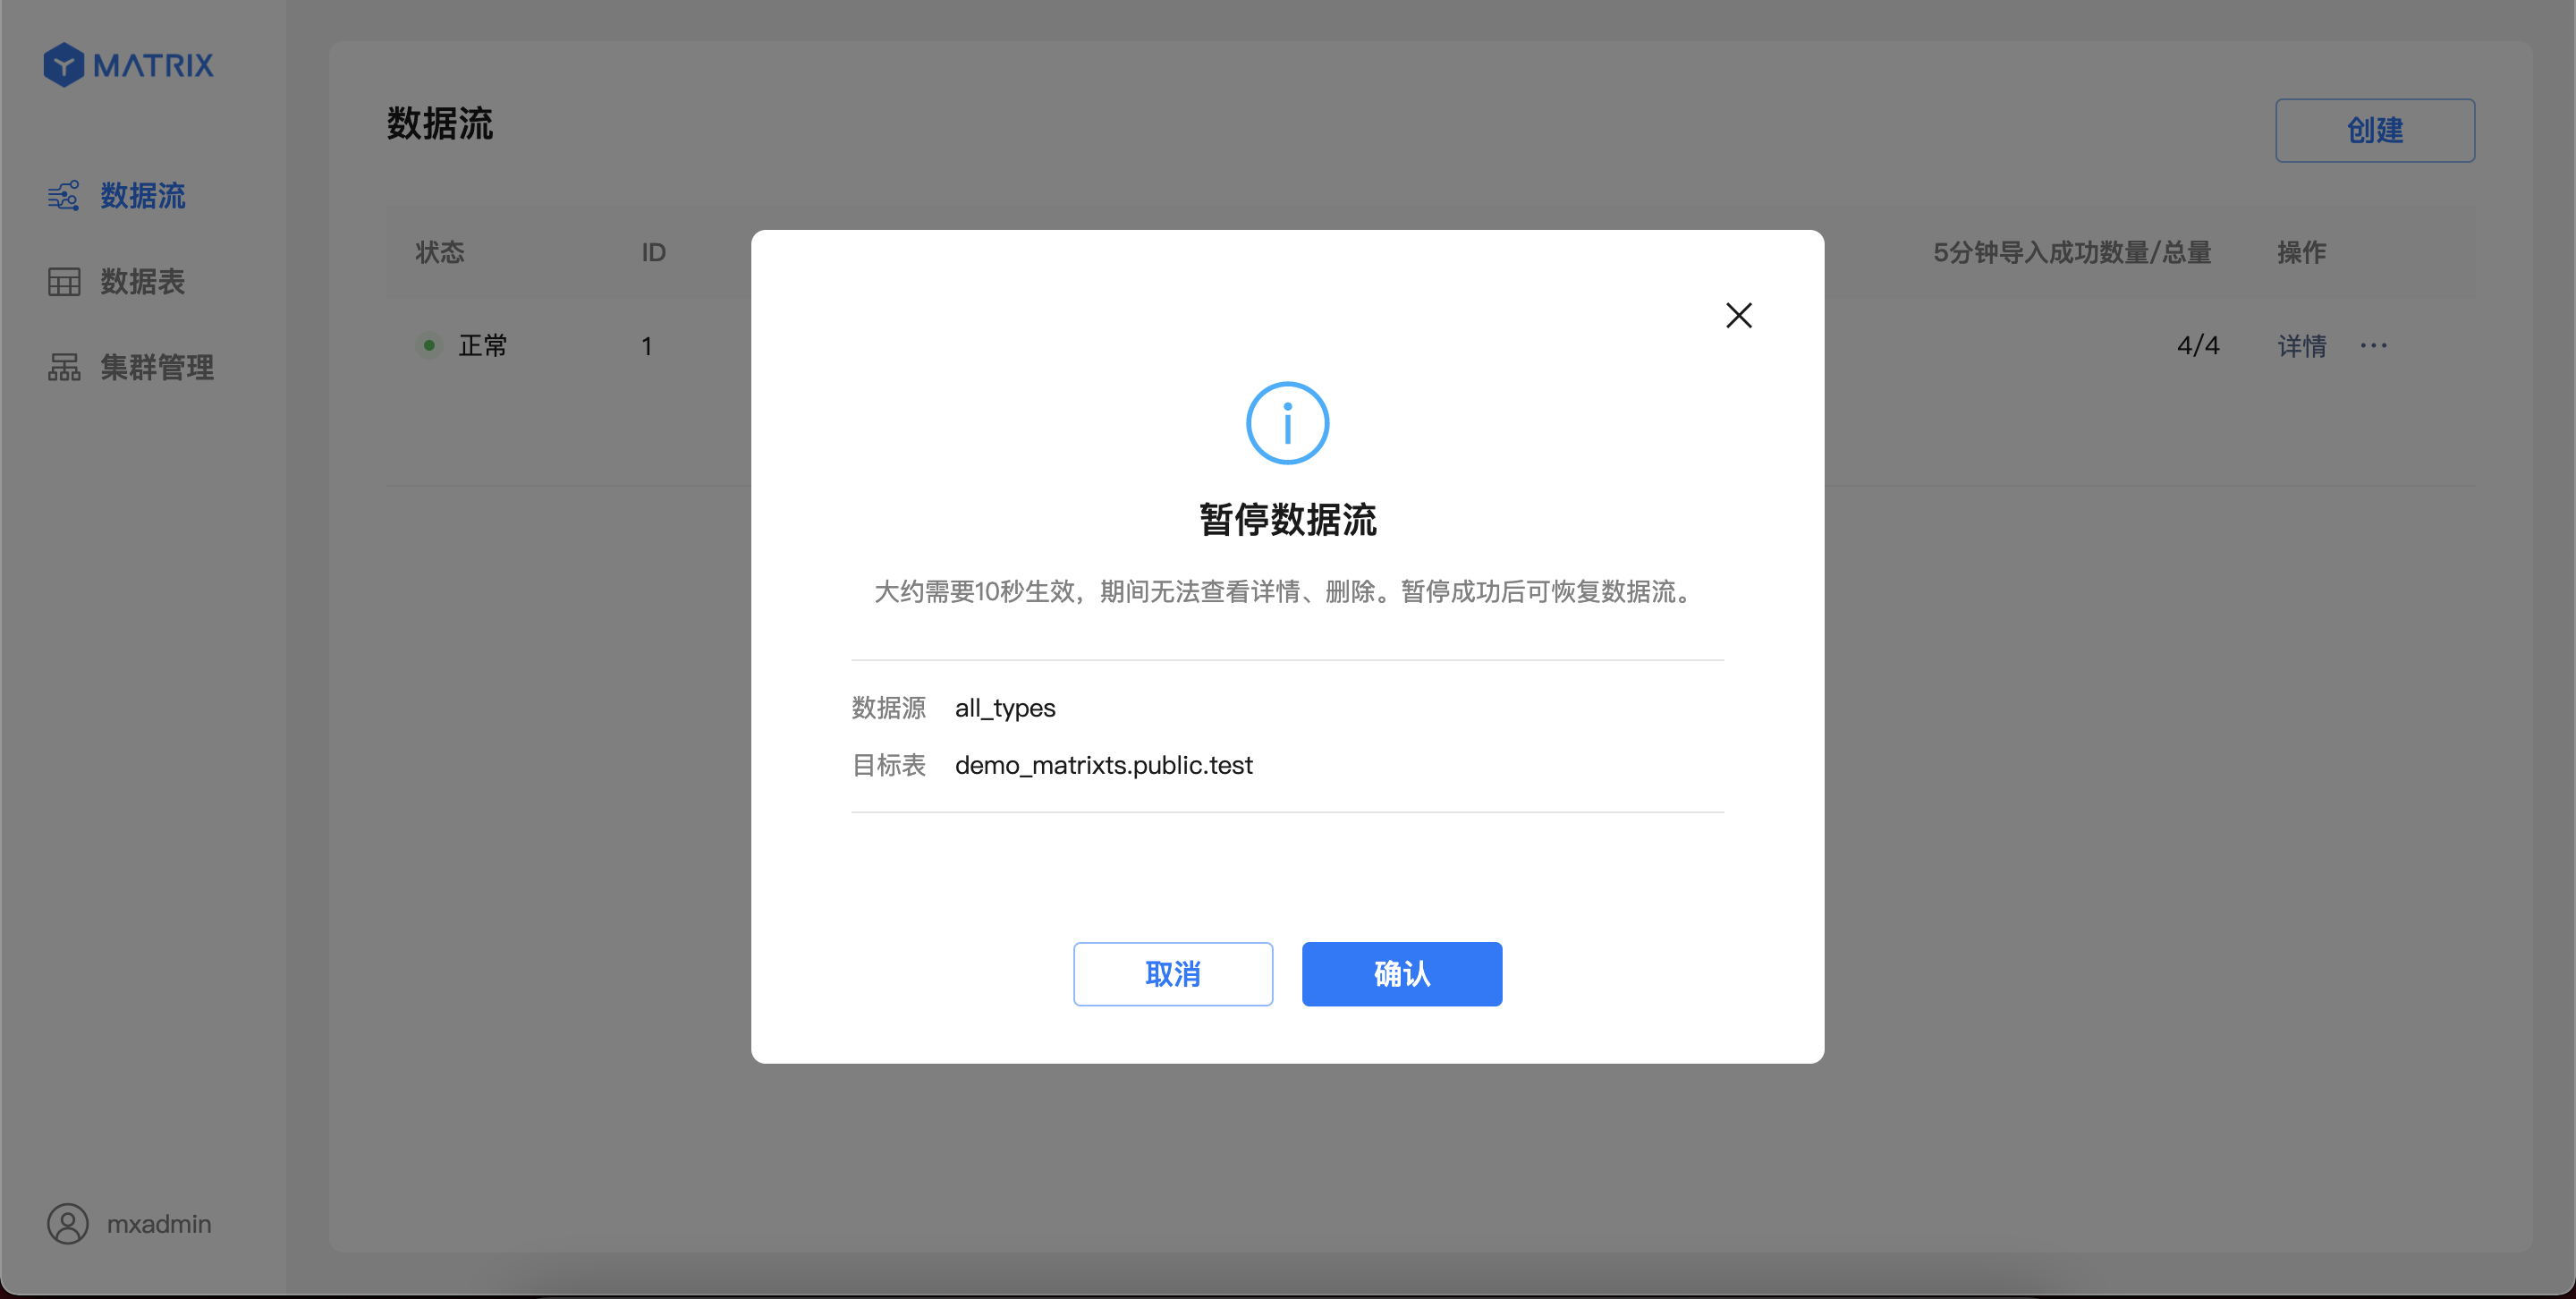 MATRIX
数据流
数据表
集群管理
mxadmin
数据流
创建
状态 ID 5分钟导入成功数量/总量 操作
正常 1 4/4 详情 ···
暂停数据流
大约需要10秒生效，期间无法查看详情、删除。暂停成功后可恢复数据流。
数据源 all_types
目标表 demo_matrixts.public.test
取消 确认